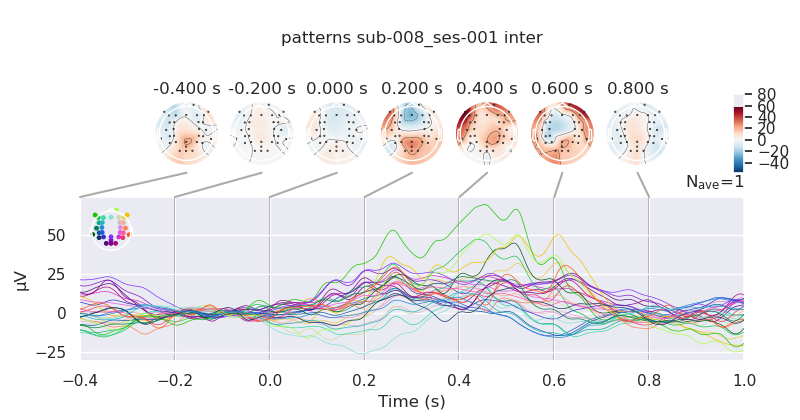 patterns sub-008_ses-001 inter
-0.400 s -0.200 s 0.000 s 0.200 s 0.400 s 0.600 s 0.800 s
80
60
40
20
0
−20
−40
Nave=1
50
25
0
−25
µV
−0.4 −0.2 0.0 0.2 0.4 0.6 0.8 1.0
Time (s)